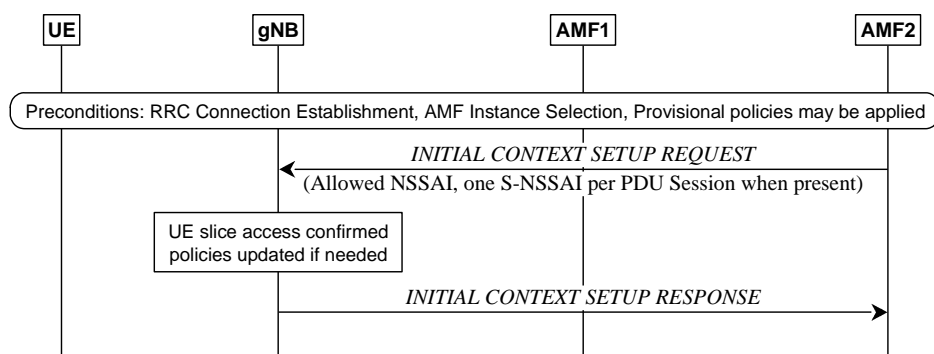 UE gNB AMF1 AMF2
Preconditions: RRC Connection Establishment, AMF Instance Selection, Provisional policies may be applied
INITIAL CONTEXT SETUP REQUEST
(Allowed NSSAI, one S-NSSAI per PDU Session when present)
UE slice access confirmed
policies updated if needed
INITIAL CONTEXT SETUP RESPONSE